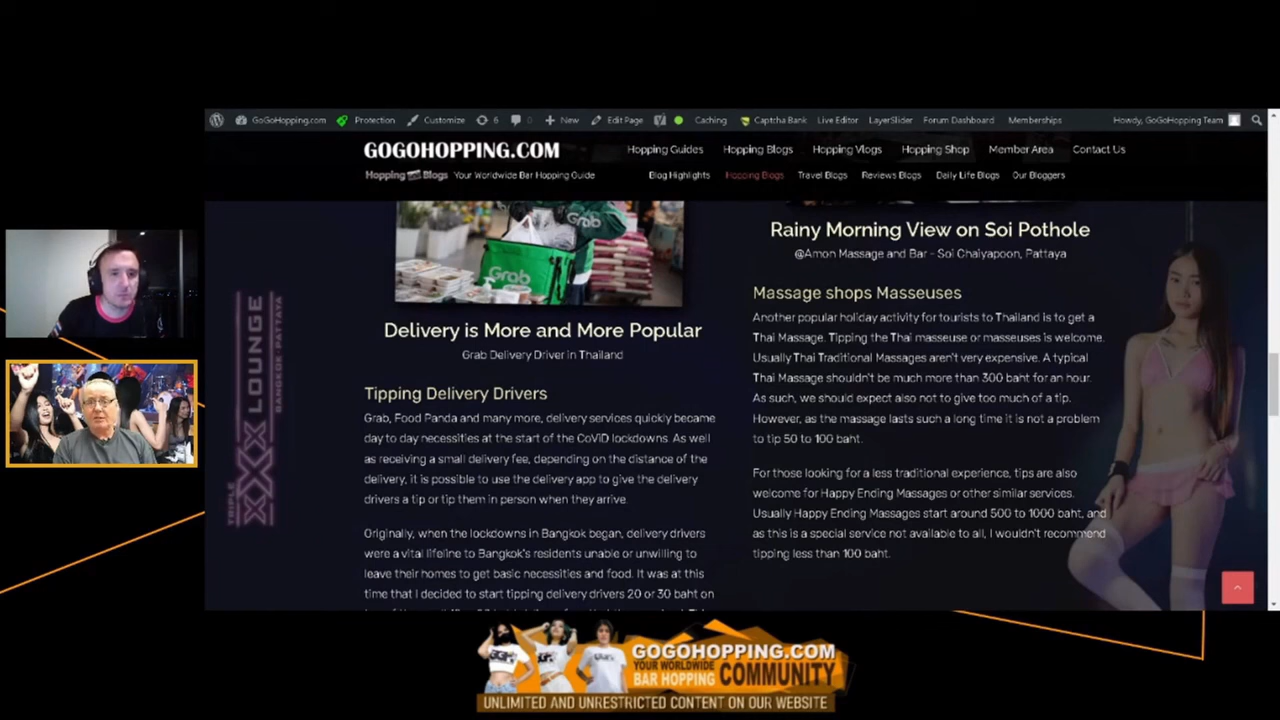 GoGoHopping.com Protection Customize 6 0 New Edit Page Caching Captcha Bank Live Editor LayerSlider Forum Dashboard Memberships Howdy, GoGoHopping Team
GOGOHOPPING.COM
Hopping Guides Hopping Blogs Hopping Vlogs Hopping Shop Member Area Contact Us
Hopping Blogs Your Worldwide Bar Hopping Guide
Blog Highlights Hopping Blogs Travel Blogs Reviews Blogs Daily Life Blogs Our Bloggers
TRIPLE XXX LOUNGE
BANGKOK PATTAYA
Grab
Grab
Delivery is More and More Popular
Grab Delivery Driver in Thailand
Tipping Delivery Drivers
Grab, Food Panda and many more, delivery services quickly became
day to day necessities at the start of the CoViD lockdowns. As well
as receiving a small delivery fee, depending on the distance of the
delivery, it is possible to use the delivery app to give the delivery
drivers a tip or tip them in person when they arrive.
Originally, when the lockdowns in Bangkok began, delivery drivers
were a vital lifeline to Bangkok's residents unable or unwilling to
leave their homes to get basic necessities and food. It was at this
time that I decided to start tipping delivery drivers 20 or 30 baht on
Rainy Morning View on Soi Pothole
@Amon Massage and Bar - Soi Chaiyapoon, Pattaya
Massage shops Masseuses
Another popular holiday activity for tourists to Thailand is to get a
Thai Massage. Tipping the Thai masseuse or masseuses is welcome.
Usually Thai Traditional Massages aren't very expensive. A typical
Thai Massage shouldn't be much more than 300 baht for an hour.
As such, we should expect also not to give too much of a tip.
However, as the massage lasts such a long time it is not a problem
to tip 50 to 100 baht.
For those looking for a less traditional experience, tips are also
welcome for Happy Ending Massages or other similar services.
Usually Happy Ending Massages start around 500 to 1000 baht, and
as this is a special service not available to all, I wouldn't recommend
tipping less than 100 baht.
GOGOHOPPING.COM
YOUR WORLDWIDE
BAR HOPPING COMMUNITY
UNLIMITED AND UNRESTRICTED CONTENT ON OUR WEBSITE